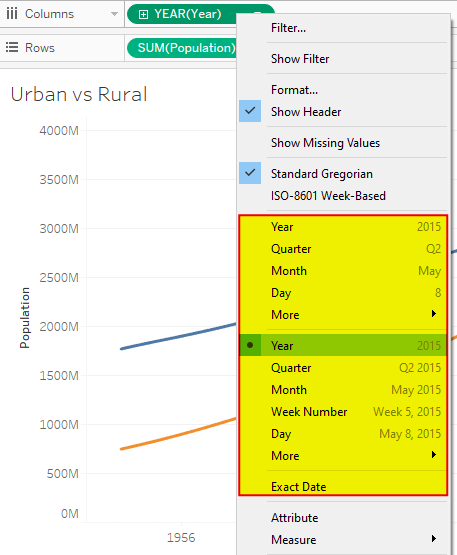 Columns
YEAR(Year)
Rows
SUM(Population)
Urban vs Rural
4000M
3500M
3000M
2500M
2000M
1500M
1000M
500M
0M
Population
1956
Filter...
Show Filter
Format...
Show Header
Show Missing Values
Standard Gregorian
ISO-8601 Week-Based
Year 2015
Quarter Q2
Month May
Day 8
More
Year 2015
Quarter Q2 2015
Month May 2015
Week Number Week 5, 2015
Day May 8, 2015
More
Exact Date
Attribute
Measure